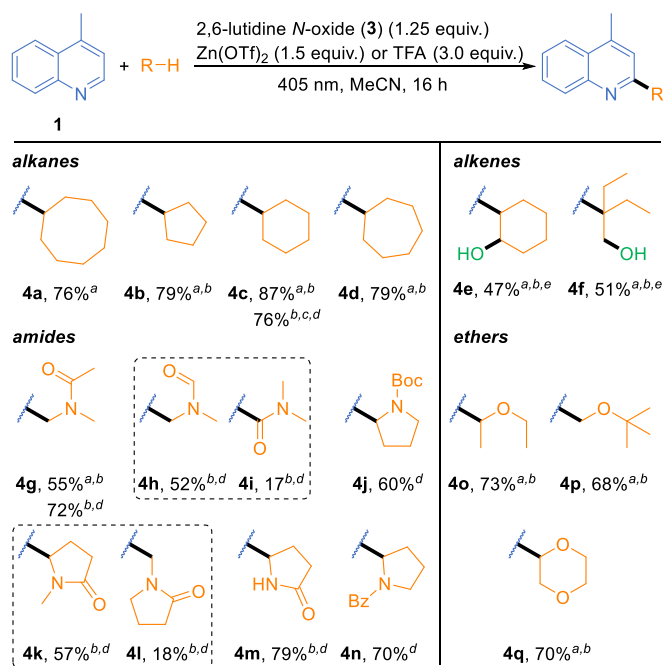 2,6-lutidine N-oxide (3) (1.25 equiv.)
Zn(OTf)2 (1.5 equiv.) or TFA (3.0 equiv.)
405 nm, MeCN, 16 h
N
1
+ R–H
N
R
alkanes
alkenes
HO
OH
4a, 76%a
4b, 79%a,b
4c, 87%a,b
76%b,c,d
4d, 79%a,b
4e, 47%a,b,e
4f, 51%a,b,e
amides
ethers
O
N
O
N
O
N
Boc
N
O
O
4g, 55%a,b
72%b,d
4h, 52%b,d
4i, 17%b,d
4j, 60%d
4o, 73%a,b
4p, 68%a,b
N
O
N
O
HN
O
N
Bz
O
O
4k, 57%b,d
4l, 18%b,d
4m, 79%b,d
4n, 70%d
4q, 70%a,b